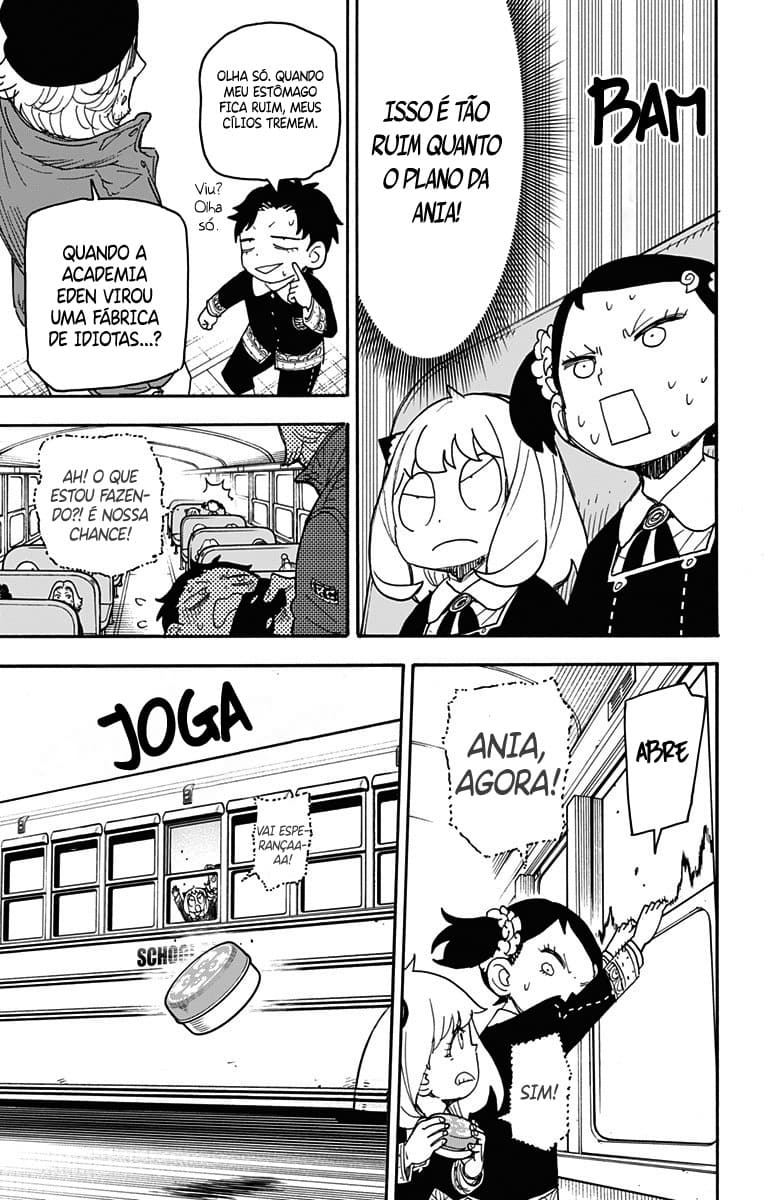 BAM
ISSO É TÃO
RUIM QUANTO
O PLANO DA
ANIA!
OLHA SÓ. QUANDO
MEU ESTÔMAGO
FICA RUIM, MEUS
CÍLIOS TREMEM.
Viu?
Olha
só.
QUANDO A
ACADEMIA
EDEN VIROU
UMA FÁBRICA
DE IDIOTAS...?
AH! O QUE
ESTOU FAZEN-
DO?! É NOSSA
CHANCE!
ABRE
ANIA,
AGORA!
SIM!
JOGA
VAI ESPE-
RANÇAA-
AA!
SCHOOL